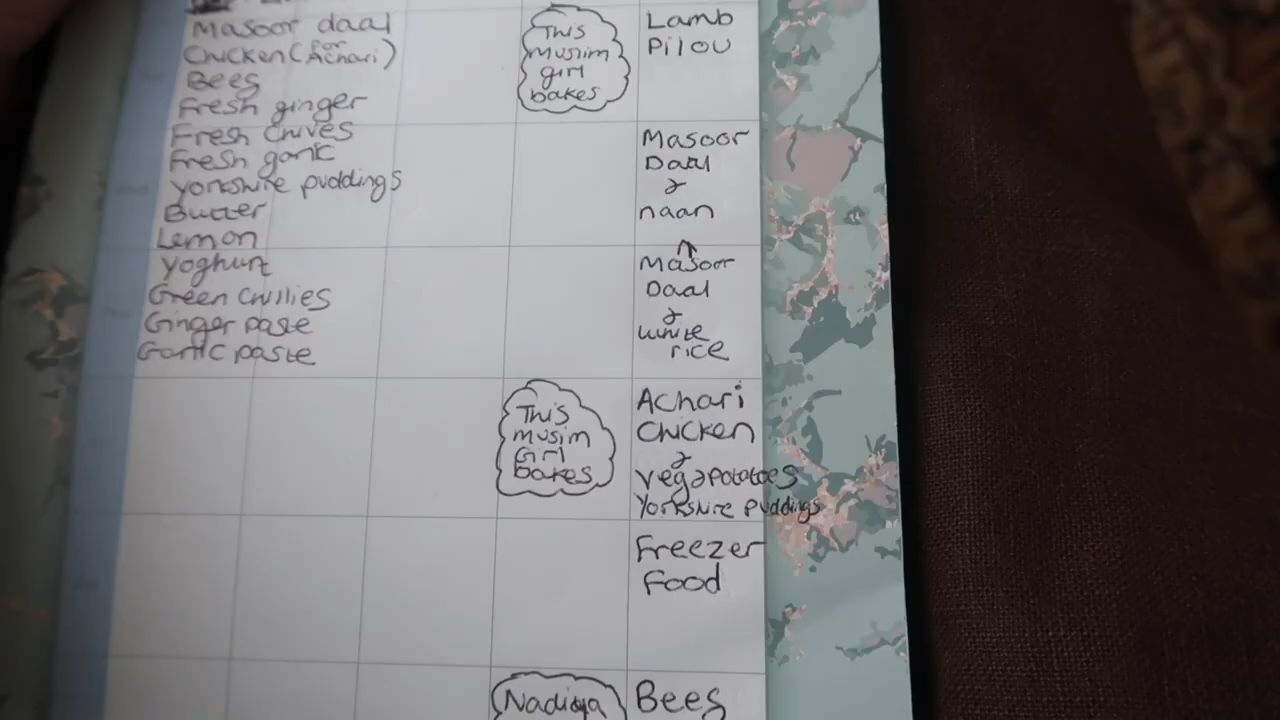 Masoor daal
Chicken (for Achari)
Bees
Fresh ginger
Fresh chives
Fresh garlic
Yorkshire puddings
Butter
Lemon
Yoghurt
Green chillies
Ginger paste
Garlic paste
This
Muslim
girl
bakes
Lamb
Pilou
Masoor
Daal
&
naan
↑
Masoor
Daal
&
white
rice
This
musim
Girl
bakes
Achari
Chicken
&
veg & potatoes
Yorkshire puddings
Freezer
Food
Nadiya
Bees